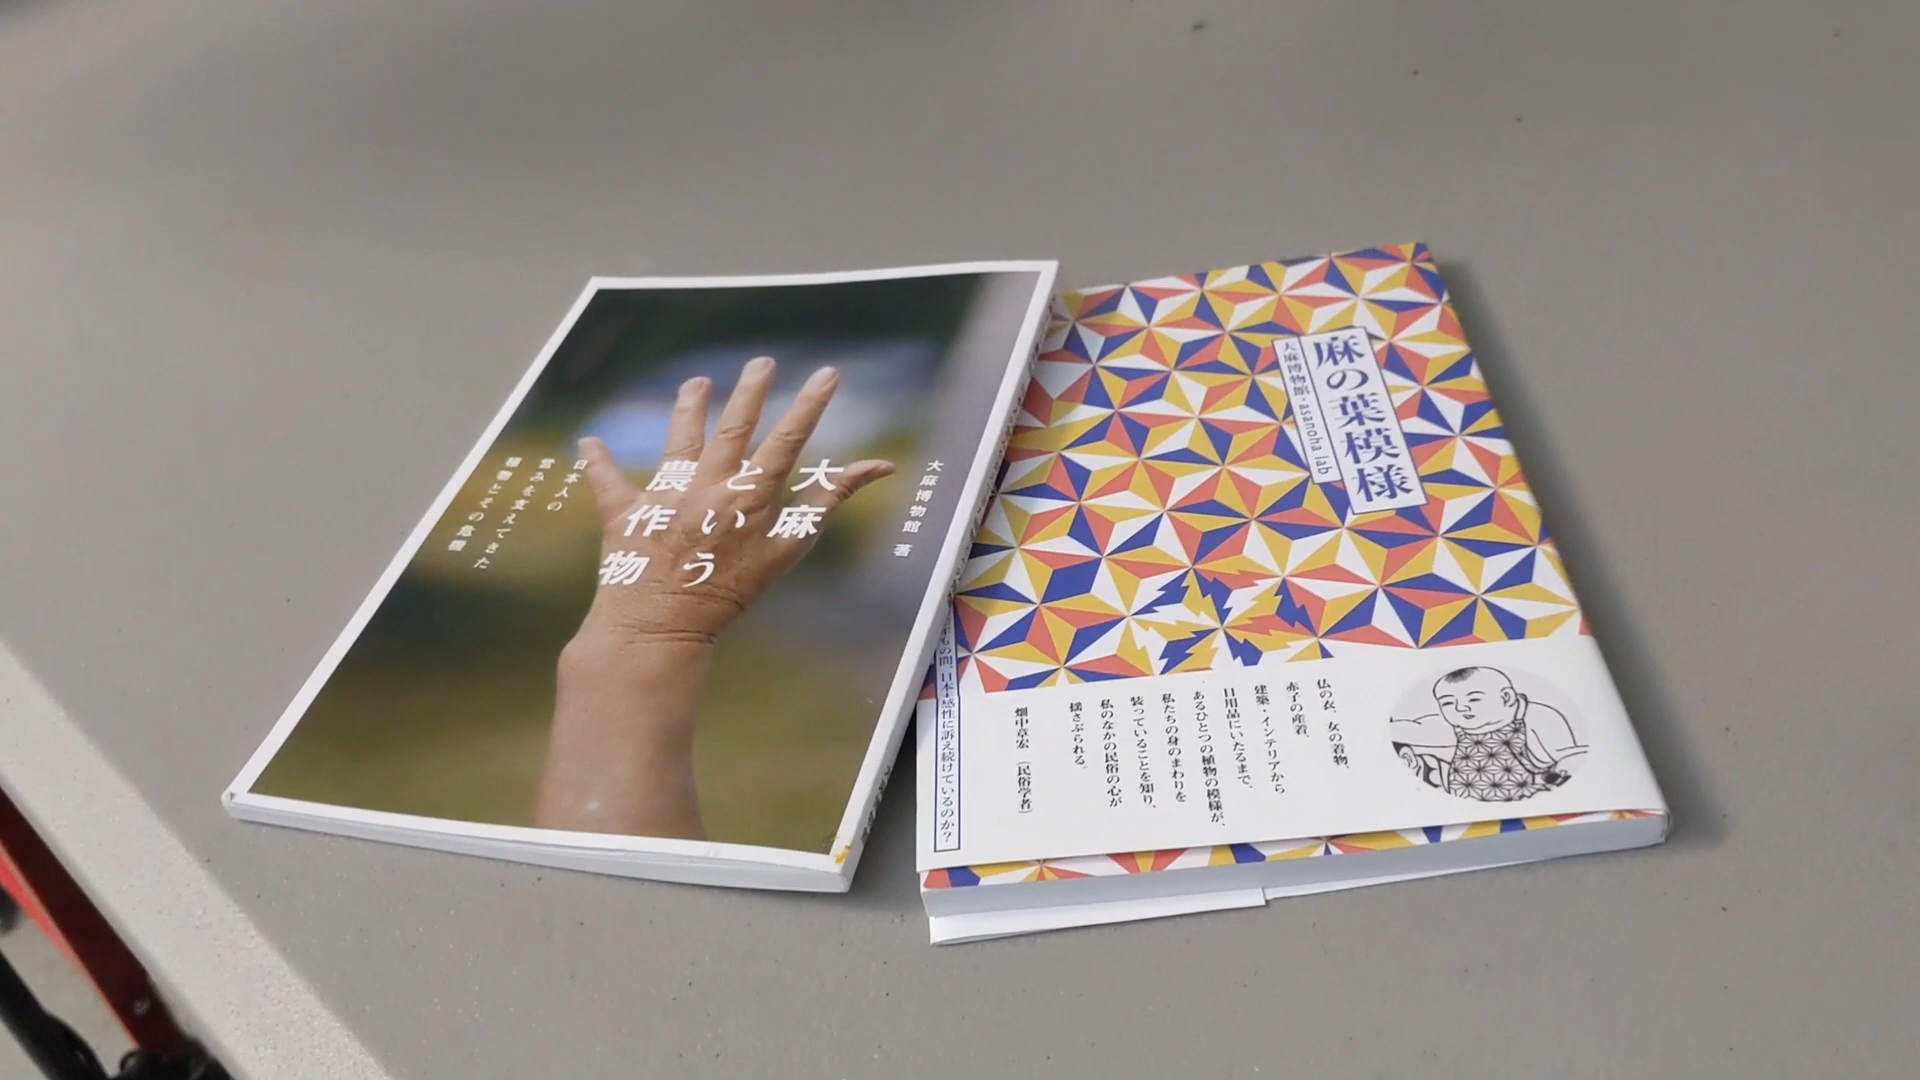 大麻博物館 著
大麻
という
農作物
日本人の
営みを支えてきた
植物とその危機
麻の葉模様
大麻博物館・asanoha lab
仏の衣、女の着物、
赤子の産着、
建築・インテリアから
日用品にいたるまで、
あるひとつの植物の模様が、
私たちの身のまわりを
装っていることを知り、
私のなかの民俗の心が
揺さぶられる。
畑中章宏(民俗学者)
感性に訴え続けているのか?